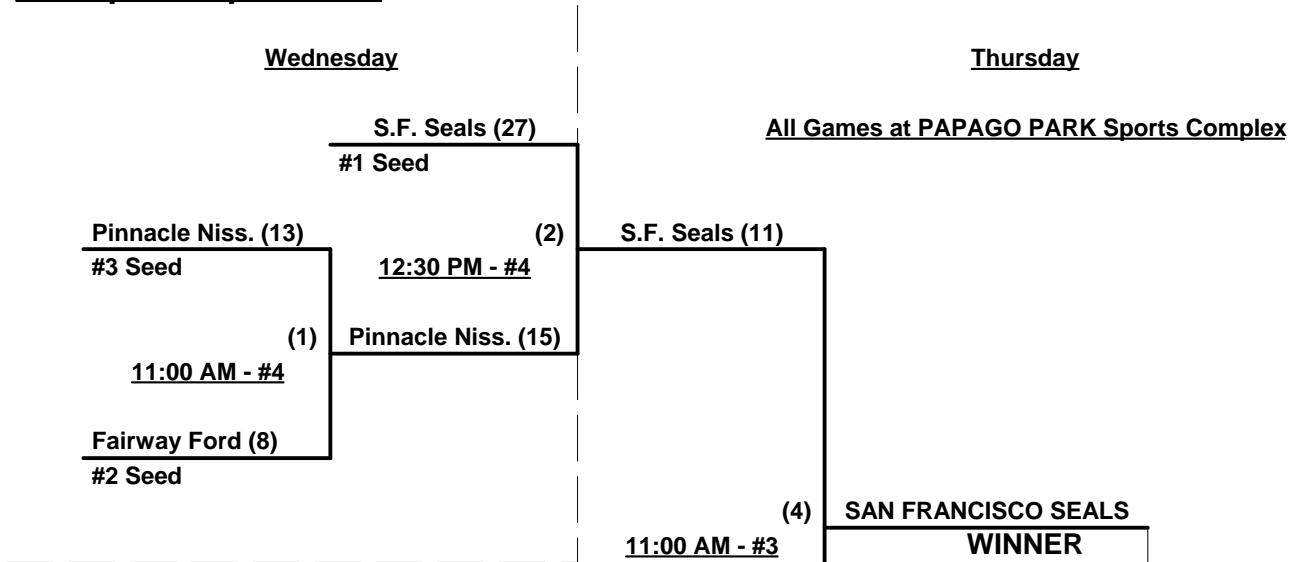 Wednesday
Thursday
S.F. Seals (27)
All Games at PAPAGO PARK Sports Complex
#1 Seed
Pinnacle Niss. (13)
(2)
S.F. Seals (11)
#3 Seed
12:30 PM - #4
(1)
Pinnacle Niss. (15)
11:00 AM - #4
Fairway Ford (8)
#2 Seed
(4)
SAN FRANCISCO SEALS
11:00 AM - #3
WINNER